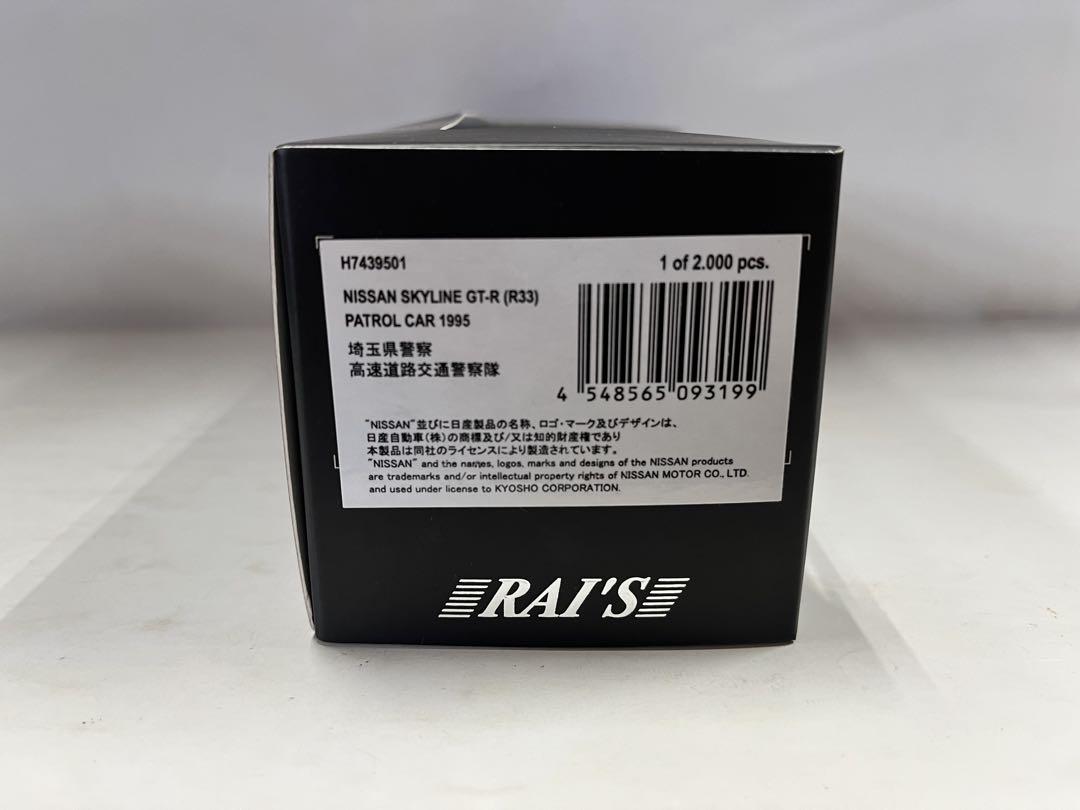 H7439501
1 of 2.000 pcs.
NISSAN SKYLINE GT-R (R33)
PATROL CAR 1995
埼玉県警察
高速道路交通警察隊
4 548565 093199
"NISSAN"並びに日産製品の名称、ロゴ・マーク及びデザインは、
日産自動車(株)の商標及び/又は知的財産権であり
本製品は同社のライセンスにより製造されています。
"NISSAN" and the names, logos, marks and designs of the NISSAN products
are trademarks and/or intellectual property rights of NISSAN MOTOR CO., LTD.
and used under license to KYOSHO CORPORATION.
RAI'S